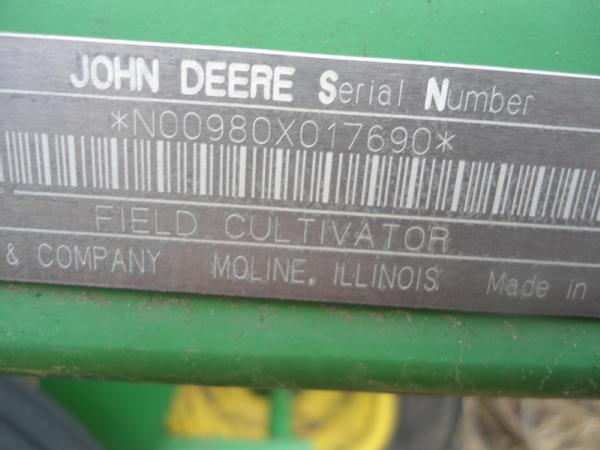 JOHN DEERE Serial Number
*N00980X017690*
FIELD CULTIVATOR
& COMPANY MOLINE, ILLINOIS Made in